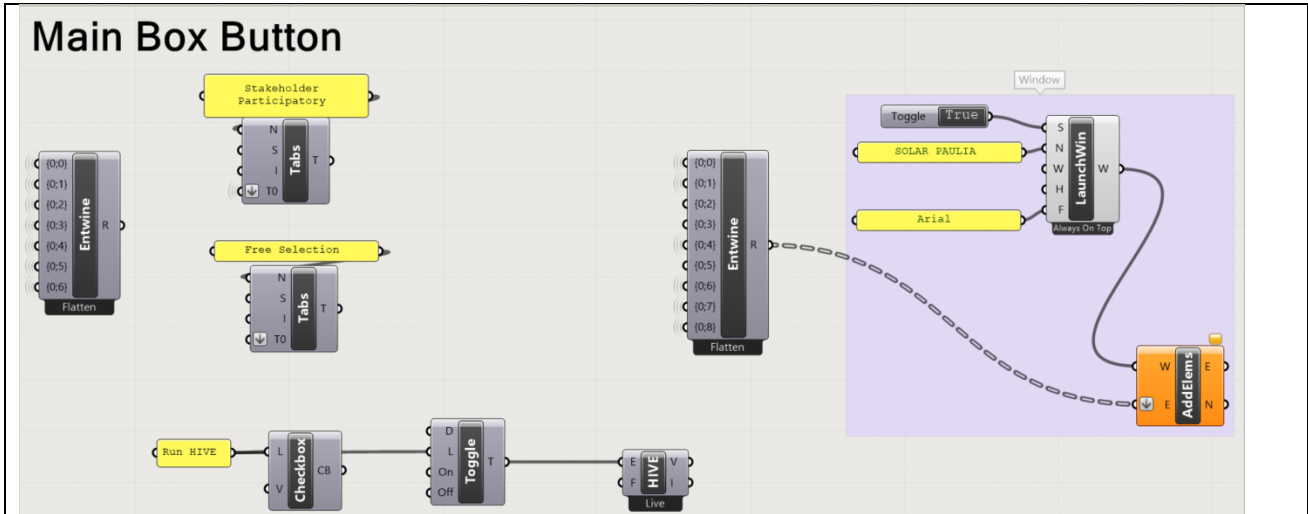 Main Box Button
Window
Stakeholder
Participatory
Toggle True
N
S
I
T0
Tabs
T
S
N
W
H
F
LaunchWin
W
Always On Top
SOLAR PAULIA
Arial
{0;0}
{0;1}
{0;2}
{0;3}
{0;4}
{0;5}
{0;6}
Entwine
R
Flatten
{0;0}
{0;1}
{0;2}
{0;3}
{0;4}
{0;5}
{0;6}
{0;7}
{0;8}
Entwine
R
Flatten
Free Selection
N
S
I
T0
Tabs
T
W
E
AddElems
E
N
Run HIVE
L
V
Checkbox
CB
D
L
On
Off
Toggle
T
E
F
HIVE
V
I
Live